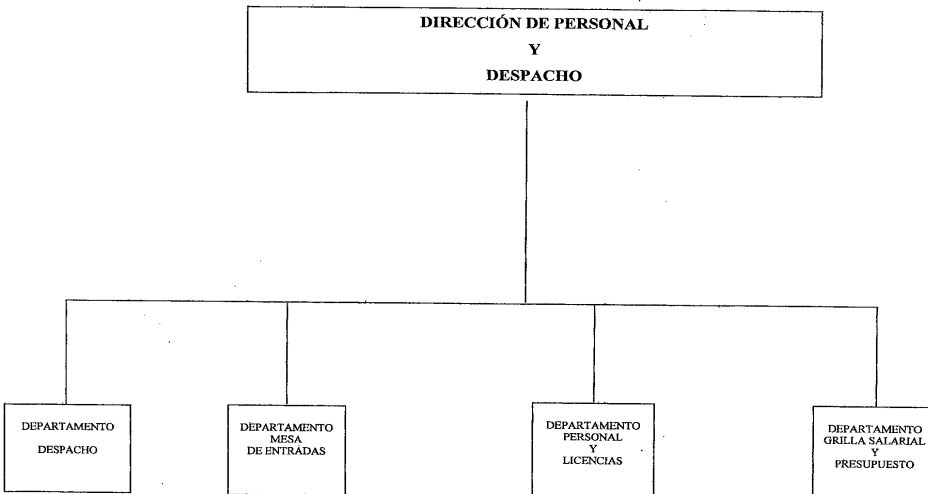 DIRECCIÓN DE PERSONAL
Y
DESPACHO
DEPARTAMENTO
DESPACHO
DEPARTAMENTO
MESA
DE ENTRADAS
DEPARTAMENTO
PERSONAL
Y
LICENCIAS
DEPARTAMENTO
GRILLA SALARIAL
Y
PRESUPUESTO